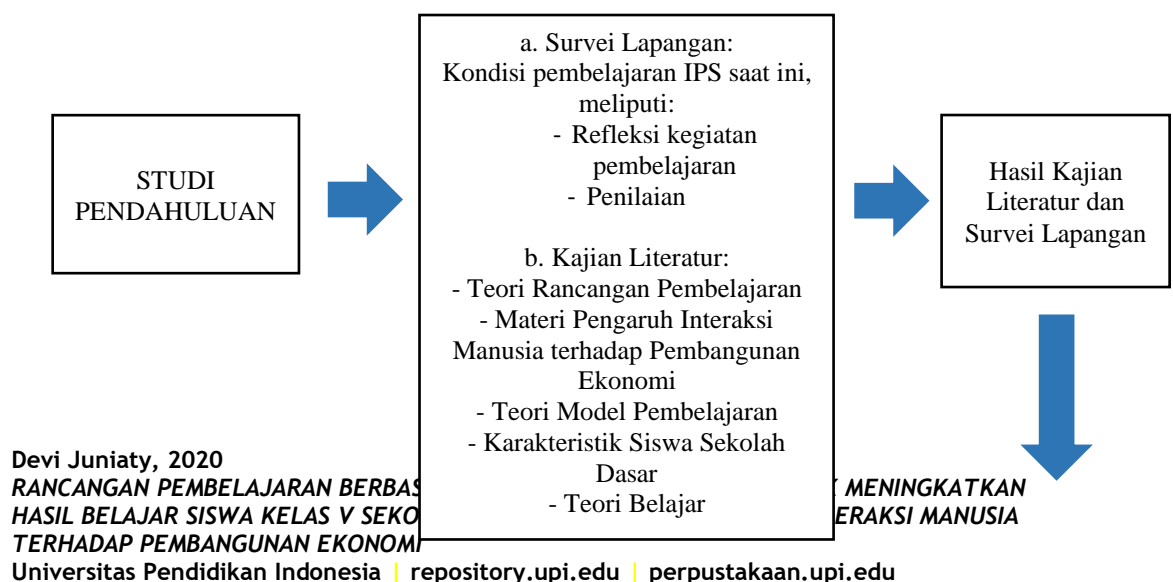 STUDI
PENDAHULUAN
a. Survei Lapangan:
Kondisi pembelajaran IPS saat ini,
meliputi:
- Refleksi kegiatan
pembelajaran
- Penilaian
b. Kajian Literatur:
- Teori Rancangan Pembelajaran
- Materi Pengaruh Interaksi
Manusia terhadap Pembangunan
Ekonomi
- Teori Model Pembelajaran
- Karakteristik Siswa Sekolah
Dasar
- Teori Belajar
Hasil Kajian
Literatur dan
Survei Lapangan
Devi Juniaty, 2020
RANCANGAN PEMBELAJARAN MENINGKATKAN
HASIL BELAJAR SISWA KELAS V MANUSIA
TERHADAP PEMBANGUNAN EKONOMI
Universitas Pendidikan Indonesia | repository.upi.edu | perpustakaan.upi.edu